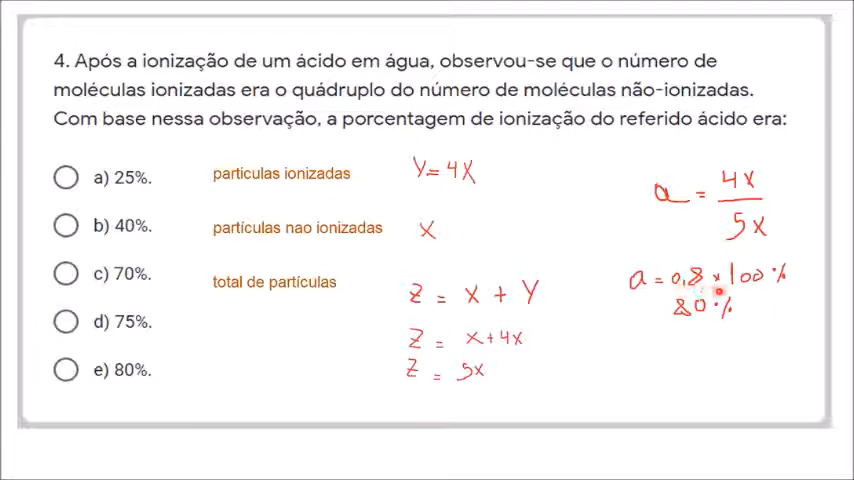 4. Após a ionização de um ácido em água, observou-se que o número de
moléculas ionizadas era o quádruplo do número de moléculas não-ionizadas.
Com base nessa observação, a porcentagem de ionização do referido ácido era:
a) 25%.
b) 40%.
c) 70%.
d) 75%.
e) 80%.
partículas ionizadas
Y = 4X
partículas nao ionizadas
X
total de partículas
Z = X + Y
Z = X + 4X
Z = 5X
a = 4X / 5X
a = 0,8 × 100 %
80 %